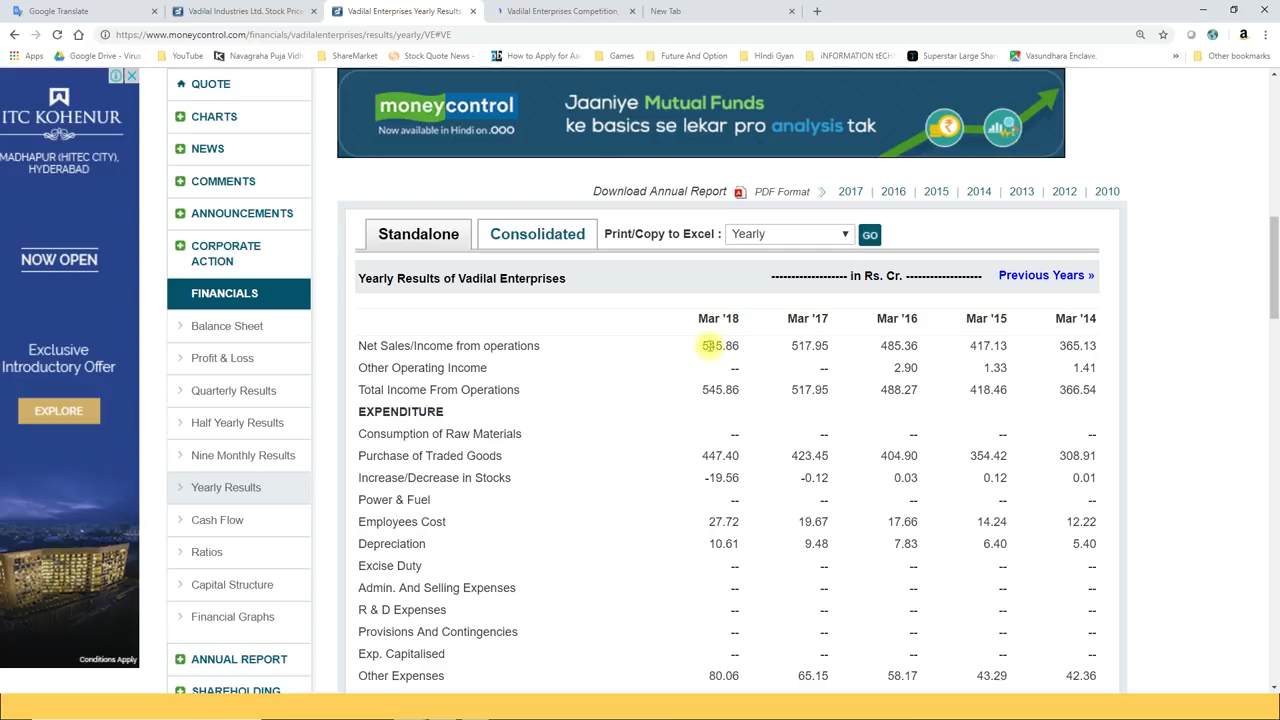 Google Translate
Vadilal Industries Ltd. Stock Price
Vadilal Enterprises Yearly Results
Vadilal Enterprises Competition,
New Tab
https://www.moneycontrol.com/financials/vadilalenterprises/results/yearly/VE#VE
Apps
Google Drive - Virus
YouTube
Navagraha Puja Vidh
ShareMarket
Stock Quote News -
How to Apply for Aa
Games
Future And Option
HIndi Gyan
iNFORMATION tECH
Superstar Large Shar
Vasundhara Enclave,
Other bookmarks
ITC KOHENUR
MADHAPUR (HITEC CITY),
HYDERABAD
NOW OPEN
Exclusive
Introductory Offer
EXPLORE
Conditions Apply
QUOTE
CHARTS
NEWS
COMMENTS
ANNOUNCEMENTS
CORPORATE
ACTION
FINANCIALS
Balance Sheet
Profit & Loss
Quarterly Results
Half Yearly Results
Nine Monthly Results
Yearly Results
Cash Flow
Ratios
Capital Structure
Financial Graphs
ANNUAL REPORT
SHAREHOLDING
moneycontrol
Now available in Hindi on .OOO
Jaaniye Mutual Funds
ke basics se lekar pro analysis tak
Download Annual Report PDF Format 2017 | 2016 | 2015 | 2014 | 2013 | 2012 | 2010
Standalone Consolidated Print/Copy to Excel : Yearly GO
Yearly Results of Vadilal Enterprises ------------------- in Rs. Cr. ------------------- Previous Years »
Mar '18 Mar '17 Mar '16 Mar '15 Mar '14
Net Sales/Income from operations 545.86 517.95 485.36 417.13 365.13
Other Operating Income -- -- 2.90 1.33 1.41
Total Income From Operations 545.86 517.95 488.27 418.46 366.54
EXPENDITURE
Consumption of Raw Materials -- -- -- -- --
Purchase of Traded Goods 447.40 423.45 404.90 354.42 308.91
Increase/Decrease in Stocks -19.56 -0.12 0.03 0.12 0.01
Power & Fuel -- -- -- -- --
Employees Cost 27.72 19.67 17.66 14.24 12.22
Depreciation 10.61 9.48 7.83 6.40 5.40
Excise Duty -- -- -- -- --
Admin. And Selling Expenses -- -- -- -- --
R & D Expenses -- -- -- -- --
Provisions And Contingencies -- -- -- -- --
Exp. Capitalised -- -- -- -- --
Other Expenses 80.06 65.15 58.17 43.29 42.36